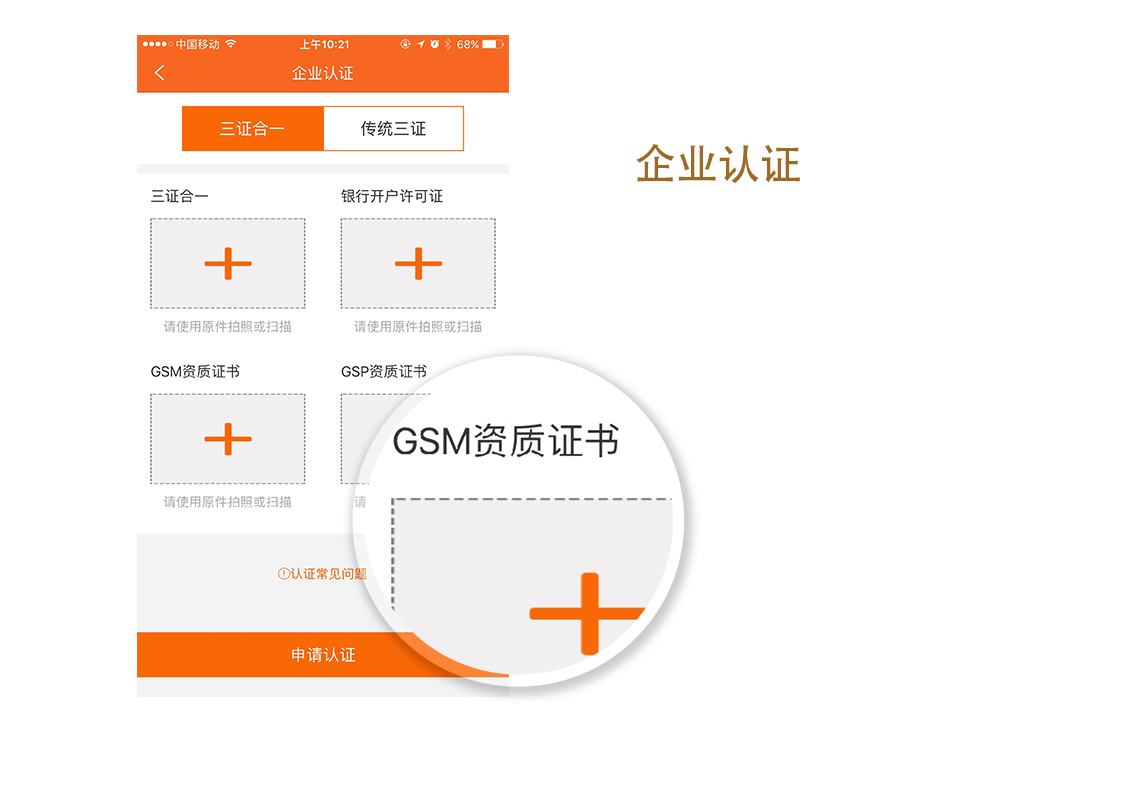 中国移动 上午10:21 68%
企业认证
三证合一 传统三证
企业认证
三证合一 银行开户许可证
请使用原件拍照或扫描 请使用原件拍照或扫描
GSM资质证书 GSP资质证书
GSM资质证书
请使用原件拍照或扫描 请
①认证常见问题
申请认证